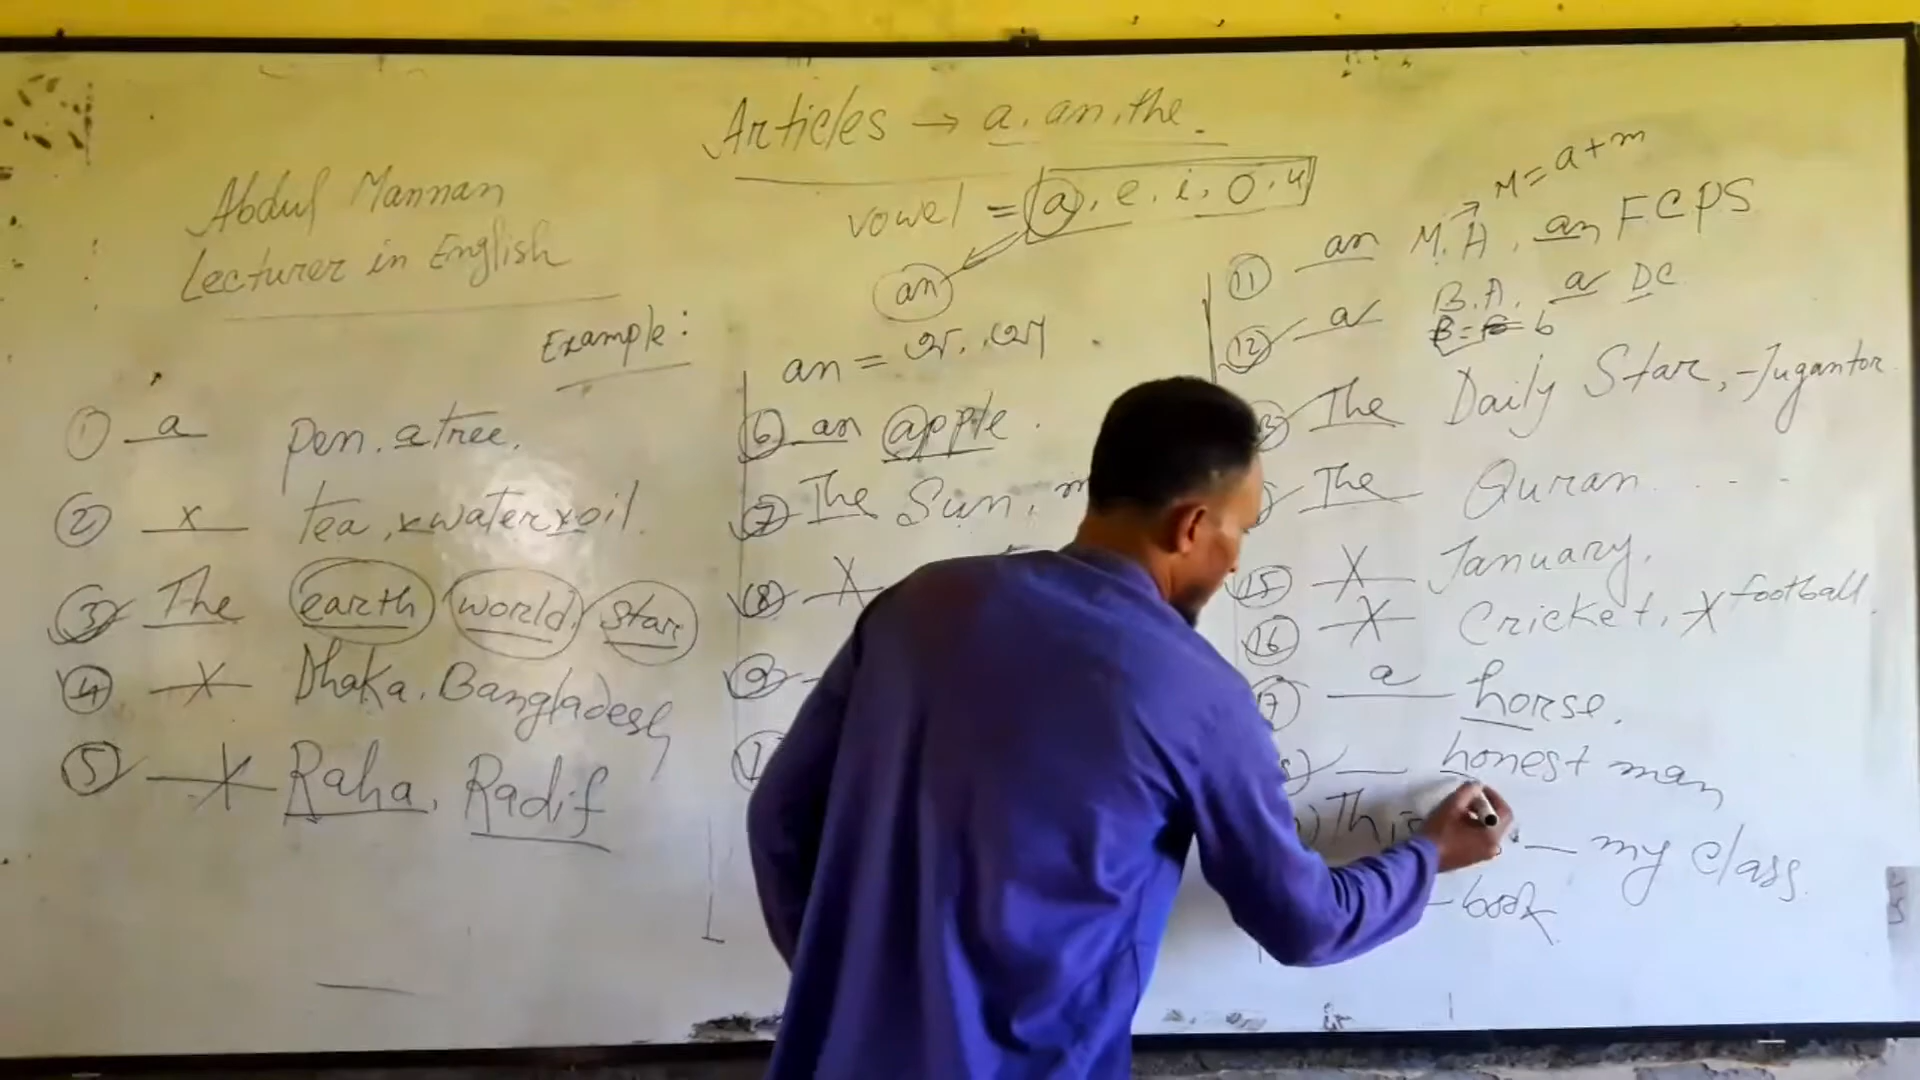 Articles → a, an, the.
Abdul Mannan
Lecturer in English
vowel = a, e, i, o, u
an
an =
Example:
① a pen, a tree.
② x tea, x water x oil.
③ The earth world, star
④ x Dhaka, Bangladesh
⑤ x Raha, Radif
⑥ an apple.
⑦ The Sun,
⑧ x
⑨
M = a + m
⑪ an M.A, an FCPS
⑫ a B.A. a DC
B = b
The Daily Star, - Jugantor
The Quran ....
⑮ x January,
⑯ x Cricket, x football.
a horse.
honest man
This my class
book